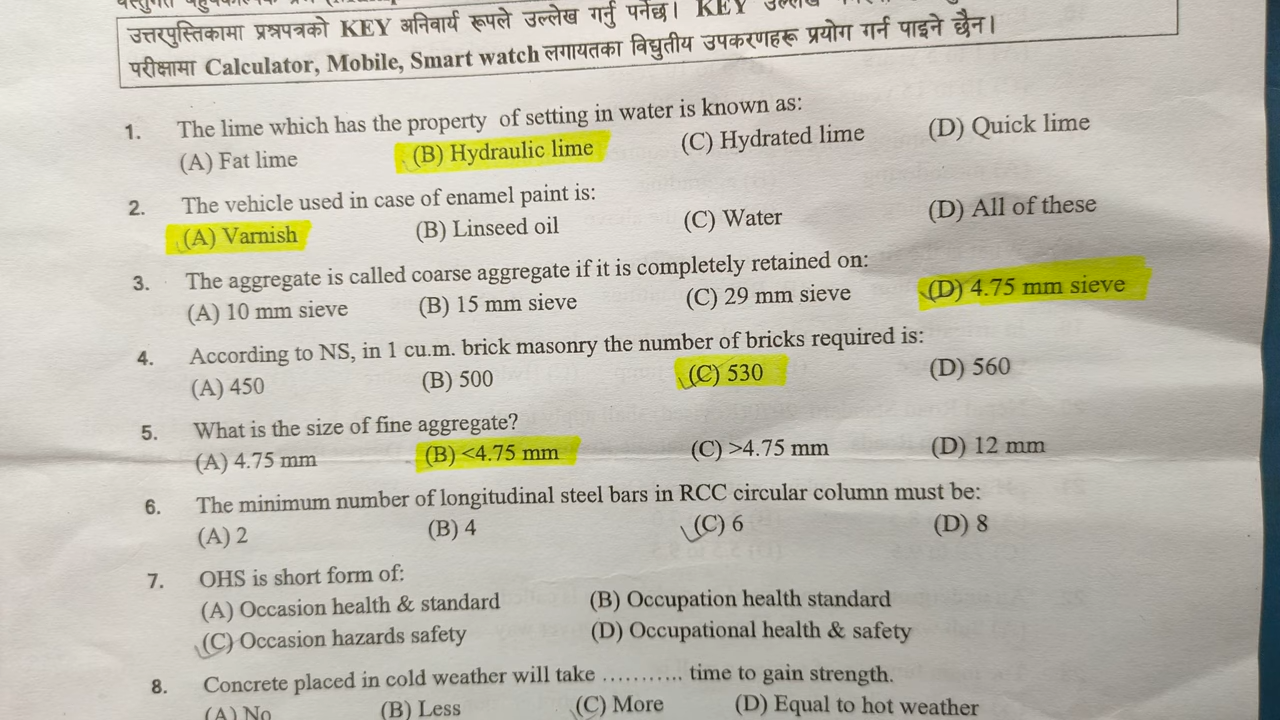 उत्तरपुस्तिकामा प्रश्नपत्रको KEY अनिवार्य रूपले उल्लेख गर्नु पर्नेछ। KEY
परीक्षामा Calculator, Mobile, Smart watch लगायतका विधुतीय उपकरणहरू प्रयोग गर्न पाइने छैन।
1. The lime which has the property of setting in water is known as:
(A) Fat lime (B) Hydraulic lime (C) Hydrated lime (D) Quick lime
2. The vehicle used in case of enamel paint is:
(A) Varnish (B) Linseed oil (C) Water (D) All of these
3. The aggregate is called coarse aggregate if it is completely retained on:
(A) 10 mm sieve (B) 15 mm sieve (C) 29 mm sieve (D) 4.75 mm sieve
4. According to NS, in 1 cu.m. brick masonry the number of bricks required is:
(A) 450 (B) 500 (C) 530 (D) 560
5. What is the size of fine aggregate?
(A) 4.75 mm (B) <4.75 mm (C) >4.75 mm (D) 12 mm
6. The minimum number of longitudinal steel bars in RCC circular column must be:
(A) 2 (B) 4 (C) 6 (D) 8
7. OHS is short form of:
(A) Occasion health & standard (B) Occupation health standard
(C) Occasion hazards safety (D) Occupational health & safety
8. Concrete placed in cold weather will take ........... time to gain strength.
(A) No (B) Less (C) More (D) Equal to hot weather